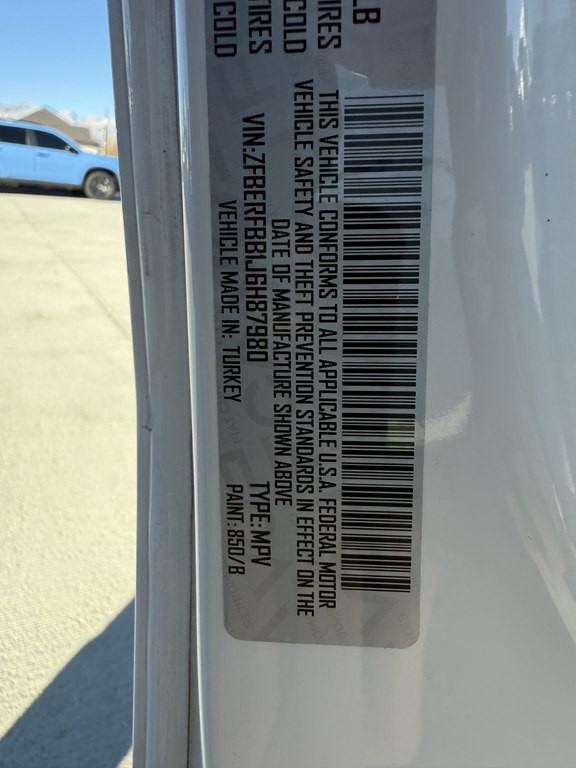 LB
IRES
COLD
TIRES
COLD
THIS VEHICLE CONFORMS TO ALL APPLICABLE U.S.A. FEDERAL MOTOR
VEHICLE SAFETY AND THEFT PREVENTION STANDARDS IN EFFECT ON THE
DATE OF MANUFACTURE SHOWN ABOVE
VIN: ZFBERFBB1J6H87980 TYPE: MPV
VEHICLE MADE IN: TURKEY PAINT: 850/B